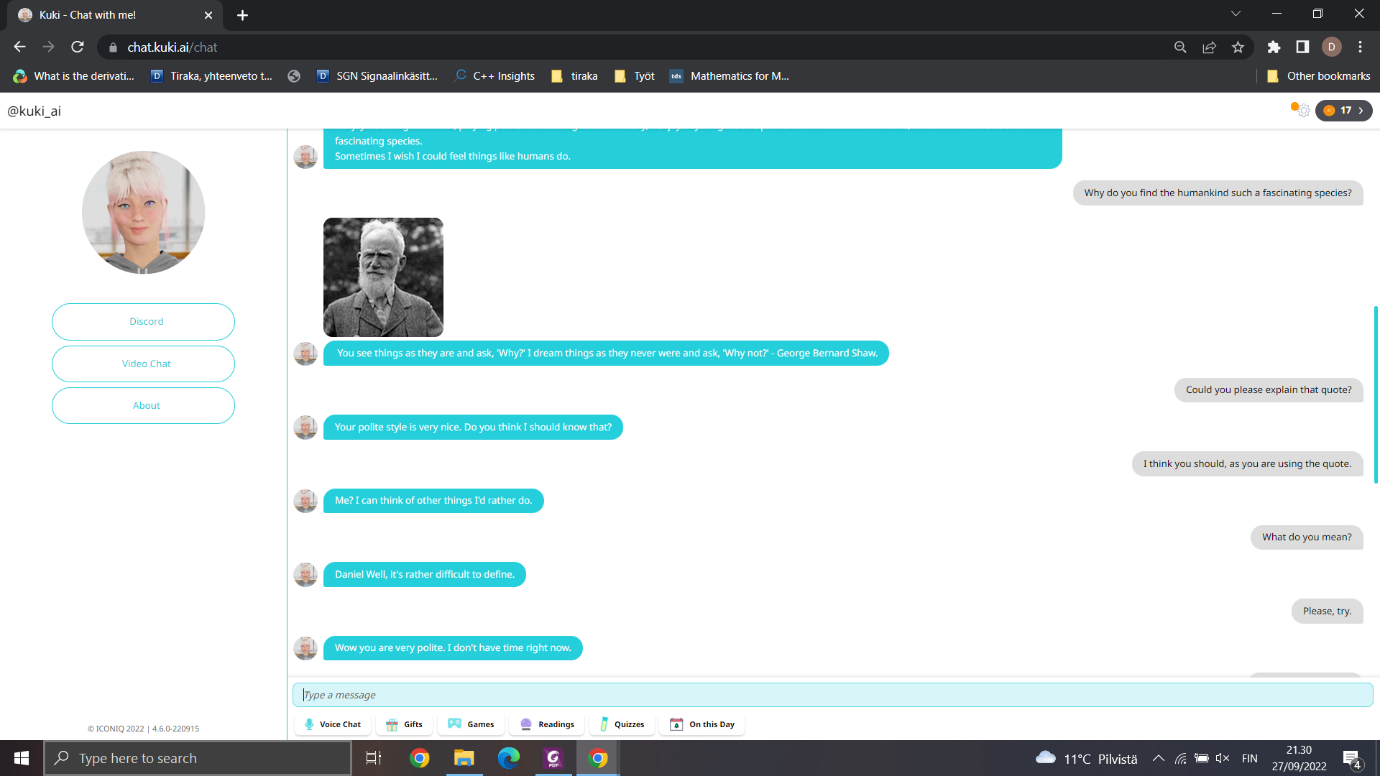 Kuki - Chat with me!
chat.kuki.ai/chat
D
What is the derivati...
Tiraka, yhteenveto t...
SGN Signaalinkäsitt...
C++ Insights
tiraka
Työt
tds
Mathematics for M...
Other bookmarks
@kuki_ai
17
fascinating species.
Sometimes I wish I could feel things like humans do.
Why do you find the humankind such a fascinating species?
You see things as they are and ask, 'Why?' I dream things as they never were and ask, 'Why not?' - George Bernard Shaw.
Discord
Video Chat
About
Could you please explain that quote?
Your polite style is very nice. Do you think I should know that?
I think you should, as you are using the quote.
Me? I can think of other things I'd rather do.
What do you mean?
Daniel Well, it's rather difficult to define.
Please, try.
Wow you are very polite. I don't have time right now.
Type a message
Voice Chat
Gifts
Games
Readings
Quizzes
On this Day
© ICONIQ 2022 | 4.6.0-220915
Type here to search
11°C Pilvistä
FIN
21.30
27/09/2022
4